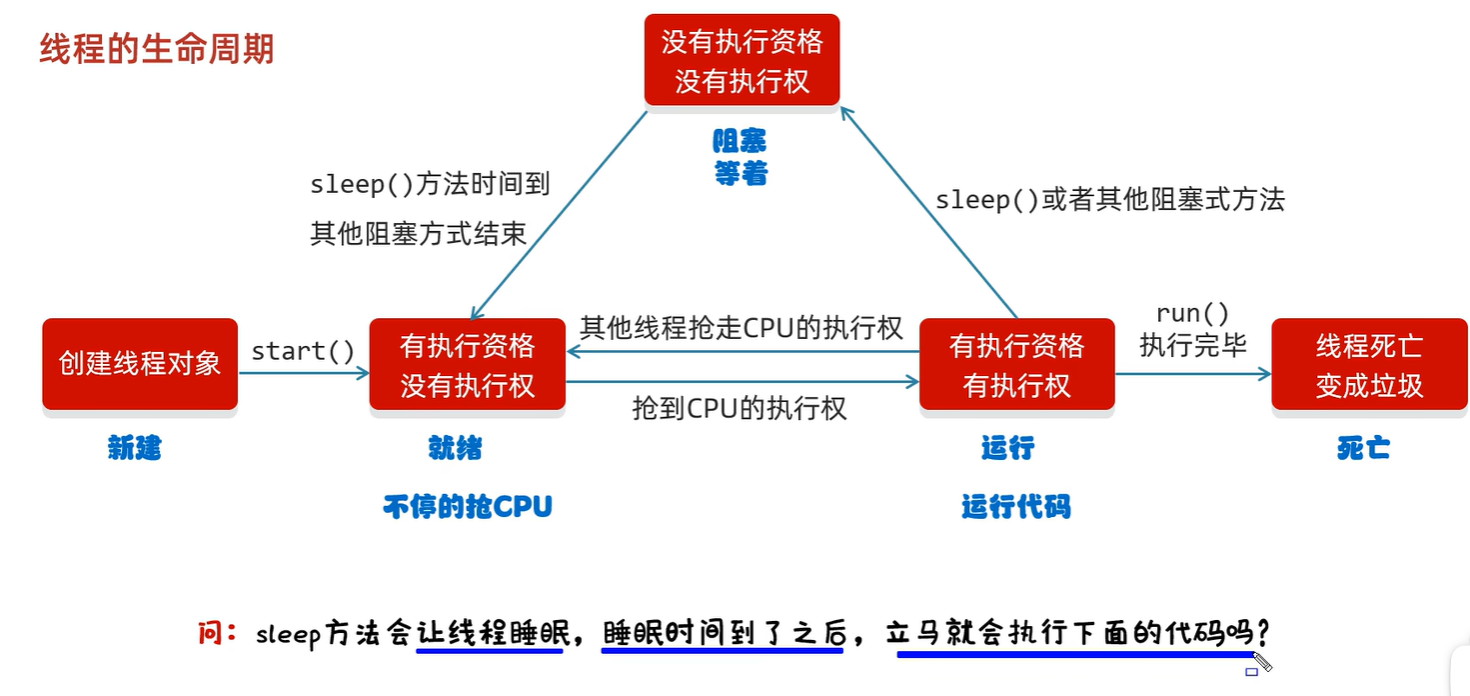 线程的生命周期
没有执行资格
没有执行权
阻塞
等着
sleep()方法时间到
其他阻塞方式结束
sleep()或者其他阻塞式方法
创建线程对象
新建
start()
有执行资格
没有执行权
就绪
不停的抢CPU
其他线程抢走CPU的执行权
抢到CPU的执行权
有执行资格
有执行权
运行
运行代码
run()
执行完毕
线程死亡
变成垃圾
死亡
问：sleep方法会让线程睡眠，睡眠时间到了之后，立马就会执行下面的代码吗？